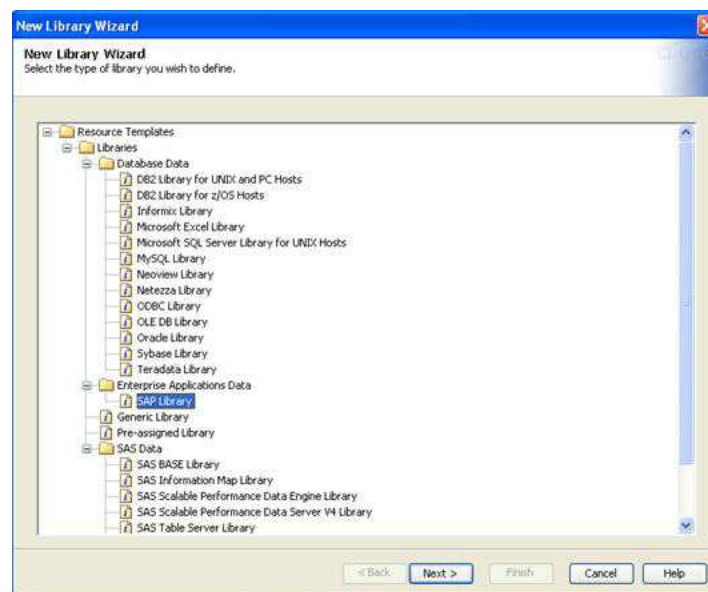 New Library Wizard
New Library Wizard
Select the type of library you wish to define.
Resource Templates
Libraries
Database Data
DB2 Library for UNIX and PC Hosts
DB2 Library for z/OS Hosts
Informix Library
Microsoft Excel Library
Microsoft SQL Server Library for UNIX Hosts
MySQL Library
Neoview Library
Netezza Library
ODBC Library
OLE DB Library
Oracle Library
Sybase Library
Teradata Library
Enterprise Applications Data
SAP Library
Generic Library
Pre-assigned Library
SAS Data
SAS BASE Library
SAS Information Map Library
SAS Scalable Performance Data Engine Library
SAS Scalable Performance Data Server V4 Library
SAS Table Server Library
< Back Next > Finish Cancel Help